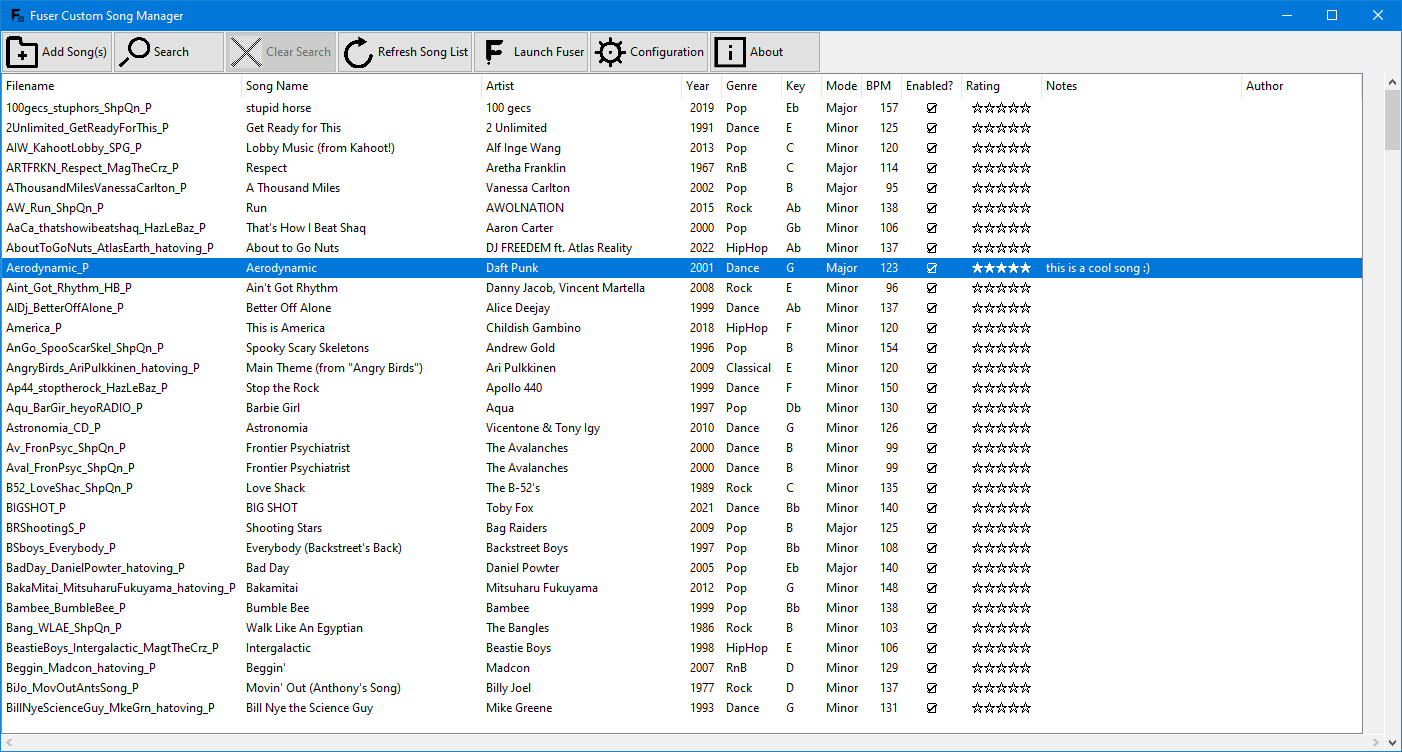 Fuser Custom Song Manager
Add Song(s) Search Clear Search Refresh Song List Launch Fuser Configuration About
Filename Song Name Artist Year Genre Key Mode BPM Enabled? Rating Notes Author
100gecs_stuphors_ShpQn_P stupid horse 100 gecs 2019 Pop Eb Major 157 ☆☆☆☆☆
2Unlimited_GetReadyForThis_P Get Ready for This 2 Unlimited 1991 Dance E Minor 125 ☆☆☆☆☆
AIW_KahootLobby_SPG_P Lobby Music (from Kahoot!) Alf Inge Wang 2013 Pop C Minor 120 ☆☆☆☆☆
ARTFRKN_Respect_MagTheCrz_P Respect Aretha Franklin 1967 RnB C Major 114 ☆☆☆☆☆
AThousandMilesVanessaCarlton_P A Thousand Miles Vanessa Carlton 2002 Pop B Major 95 ☆☆☆☆☆
AW_Run_ShpQn_P Run AWOLNATION 2015 Rock Ab Minor 138 ☆☆☆☆☆
AaCa_thatshowibeatshaq_HazLeBaz_P That's How I Beat Shaq Aaron Carter 2000 Pop Gb Minor 106 ☆☆☆☆☆
AboutToGoNuts_AtlasEarth_hatoving_P About to Go Nuts DJ FREEDEM ft. Atlas Reality 2022 HipHop Ab Minor 137 ☆☆☆☆☆
Aerodynamic_P Aerodynamic Daft Punk 2001 Dance G Major 123 ★★★★★ this is a cool song :)
Aint_Got_Rhythm_HB_P Ain't Got Rhythm Danny Jacob, Vincent Martella 2008 Rock E Minor 96 ☆☆☆☆☆
AlDj_BetterOffAlone_P Better Off Alone Alice Deejay 1999 Dance Ab Minor 137 ☆☆☆☆☆
America_P This is America Childish Gambino 2018 HipHop F Minor 120 ☆☆☆☆☆
AnGo_SpooScarSkel_ShpQn_P Spooky Scary Skeletons Andrew Gold 1996 Pop B Minor 154 ☆☆☆☆☆
AngryBirds_AriPulkkinen_hatoving_P Main Theme (from "Angry Birds") Ari Pulkkinen 2009 Classical E Minor 120 ☆☆☆☆☆
Ap44_stoptherock_HazLeBaz_P Stop the Rock Apollo 440 1999 Dance F Minor 150 ☆☆☆☆☆
Aqu_BarGir_heyoRADIO_P Barbie Girl Aqua 1997 Pop Db Minor 130 ☆☆☆☆☆
Astronomia_CD_P Astronomia Vicentone & Tony Igy 2010 Dance G Minor 126 ☆☆☆☆☆
Av_FronPsyc_ShpQn_P Frontier Psychiatrist The Avalanches 2000 Dance B Minor 99 ☆☆☆☆☆
Aval_FronPsyc_ShpQn_P Frontier Psychiatrist The Avalanches 2000 Dance B Minor 99 ☆☆☆☆☆
B52_LoveShac_ShpQn_P Love Shack The B-52's 1989 Rock C Minor 135 ☆☆☆☆☆
BIGSHOT_P BIG SHOT Toby Fox 2021 Dance Bb Minor 140 ☆☆☆☆☆
BRShootingS_P Shooting Stars Bag Raiders 2009 Pop B Major 125 ☆☆☆☆☆
BSboys_Everybody_P Everybody (Backstreet's Back) Backstreet Boys 1997 Pop Bb Minor 108 ☆☆☆☆☆
BadDay_DanielPowter_hatoving_P Bad Day Daniel Powter 2005 Pop Eb Major 140 ☆☆☆☆☆
BakaMitai_MitsuharuFukuyama_hatoving_P Bakamitai Mitsuharu Fukuyama 2012 Pop G Minor 148 ☆☆☆☆☆
Bambee_BumbleBee_P Bumble Bee Bambee 1999 Pop Bb Minor 138 ☆☆☆☆☆
Bang_WLAE_ShpQn_P Walk Like An Egyptian The Bangles 1986 Rock B Minor 103 ☆☆☆☆☆
BeastieBoys_Intergalactic_MagtTheCrz_P Intergalactic Beastie Boys 1998 HipHop E Minor 106 ☆☆☆☆☆
Beggin_Madcon_hatoving_P Beggin' Madcon 2007 RnB D Minor 129 ☆☆☆☆☆
BiJo_MovOutAntsSong_P Movin' Out (Anthony's Song) Billy Joel 1977 Rock D Minor 137 ☆☆☆☆☆
BillNyeScienceGuy_MkeGrn_hatoving_P Bill Nye the Science Guy Mike Greene 1993 Dance G Minor 131 ☆☆☆☆☆